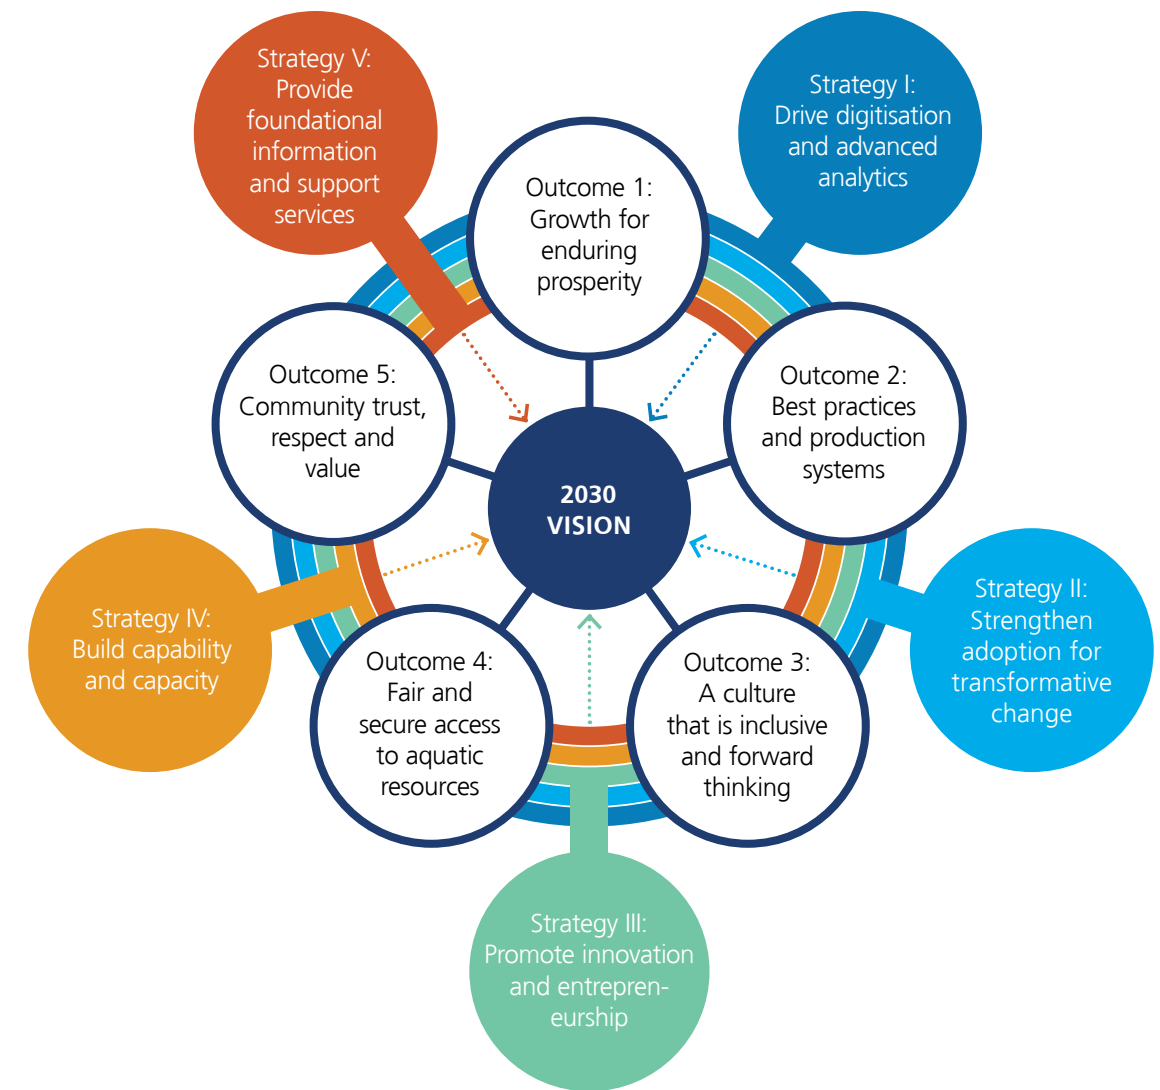 Strategy V:
Provide
foundational
information
and support
services
Strategy I:
Drive digitisation
and advanced
analytics
Outcome 1:
Growth for
enduring
prosperity
Outcome 5:
Community trust,
respect and
value
Outcome 2:
Best practices
and production
systems
2030
VISION
Strategy IV:
Build capability
and capacity
Strategy II:
Strengthen
adoption for
transformative
change
Outcome 4:
Fair and
secure access
to aquatic
resources
Outcome 3:
A culture
that is inclusive
and forward
thinking
Strategy III:
Promote innovation
and entrepren-
eurship